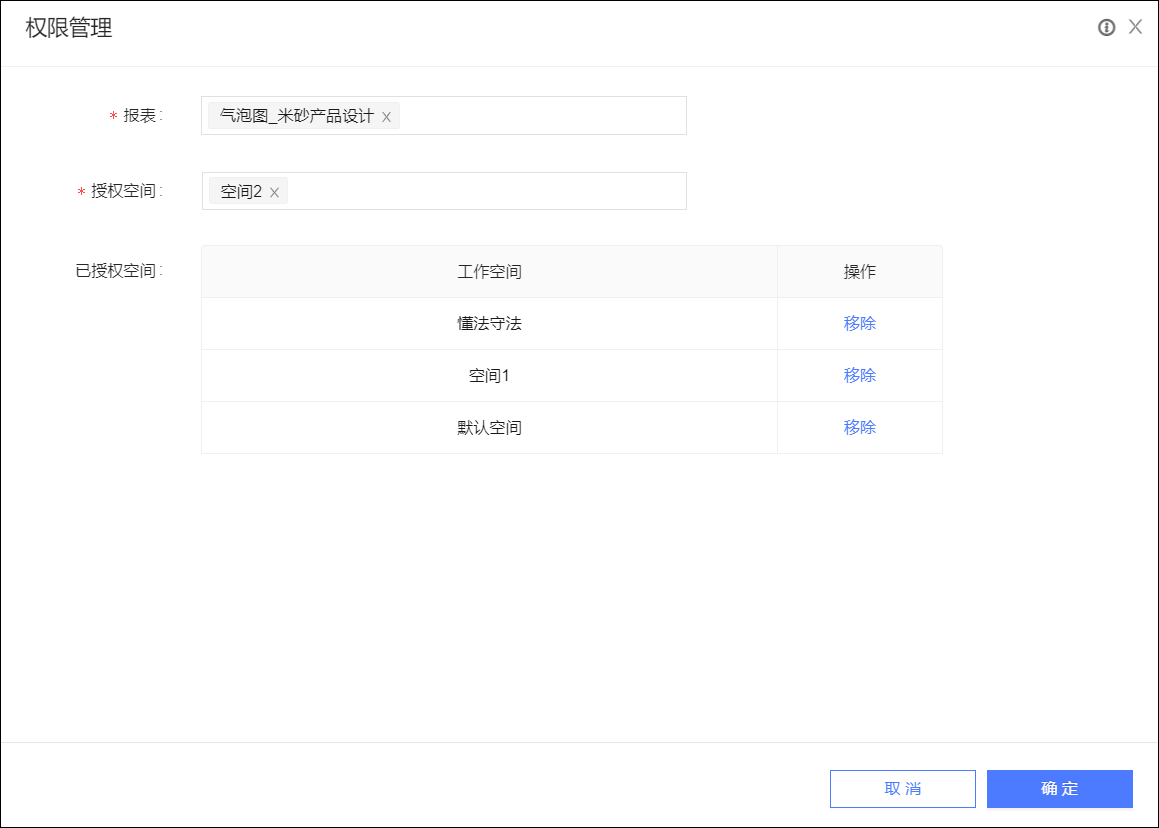 权限管理
* 报表:
气泡图_米砂产品设计 x
* 授权空间:
空间2 x
已授权空间:
工作空间 操作
懂法守法 移除
空间1 移除
默认空间 移除
取 消 确 定